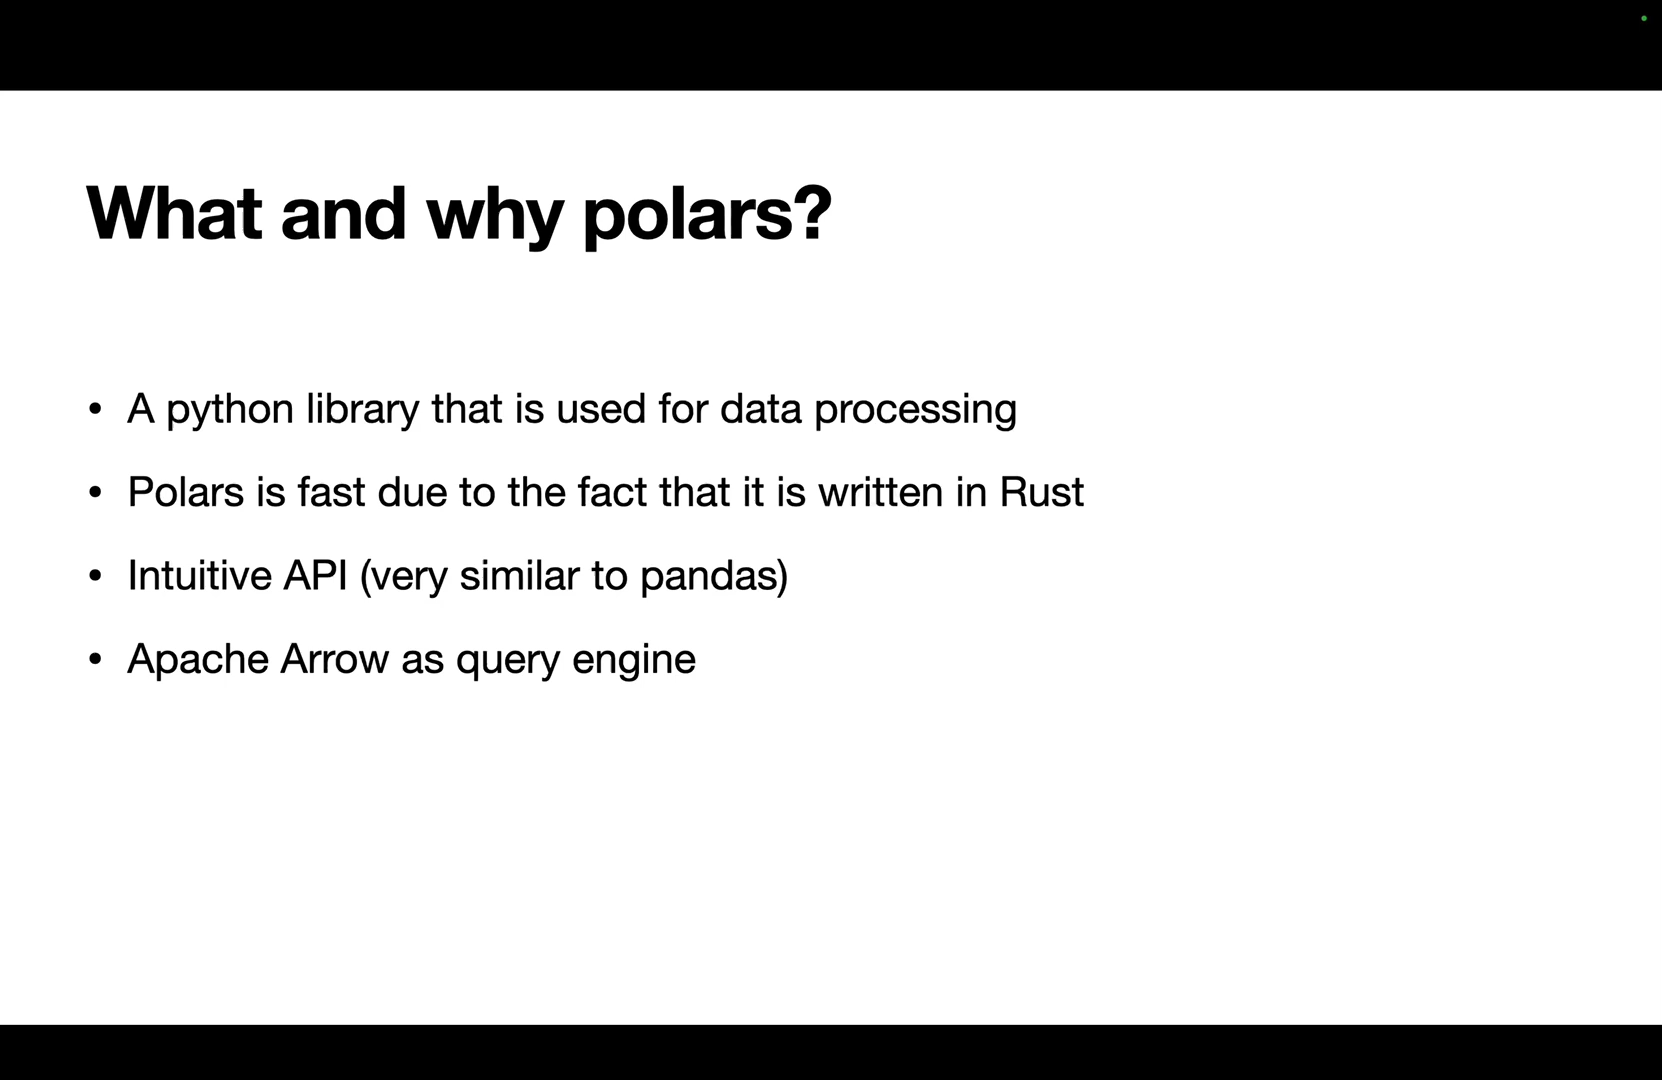 What and why polars?
• A python library that is used for data processing
• Polars is fast due to the fact that it is written in Rust
• Intuitive API (very similar to pandas)
• Apache Arrow as query engine